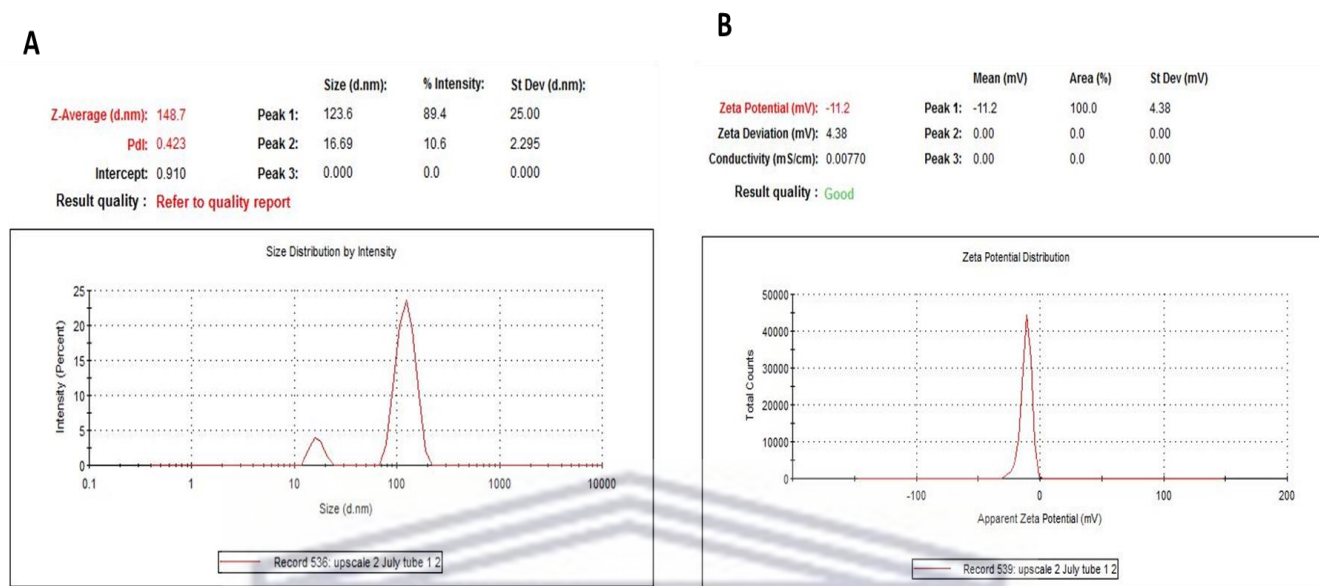 A
Size (d.nm): % Intensity: St Dev (d.nm):
Z-Average (d.nm): 148.7 Peak 1: 123.6 89.4 25.00
PdI: 0.423 Peak 2: 16.69 10.6 2.295
Intercept: 0.910 Peak 3: 0.000 0.0 0.000
Result quality : Refer to quality report
Size Distribution by Intensity
Intensity (Percent)
25
20
15
10
5
0
0.1 1 10 100 1000 10000
Size (d.nm)
Record 536: upscale 2 July tube 1 2
B
Mean (mV) Area (%) St Dev (mV)
Zeta Potential (mV): -11.2 Peak 1: -11.2 100.0 4.38
Zeta Deviation (mV): 4.38 Peak 2: 0.00 0.0 0.00
Conductivity (mS/cm): 0.00770 Peak 3: 0.00 0.0 0.00
Result quality : Good
Zeta Potential Distribution
Total Counts
50000
40000
30000
20000
10000
0
-100 0 100 200
Apparent Zeta Potential (mV)
Record 539: upscale 2 July tube 1 2